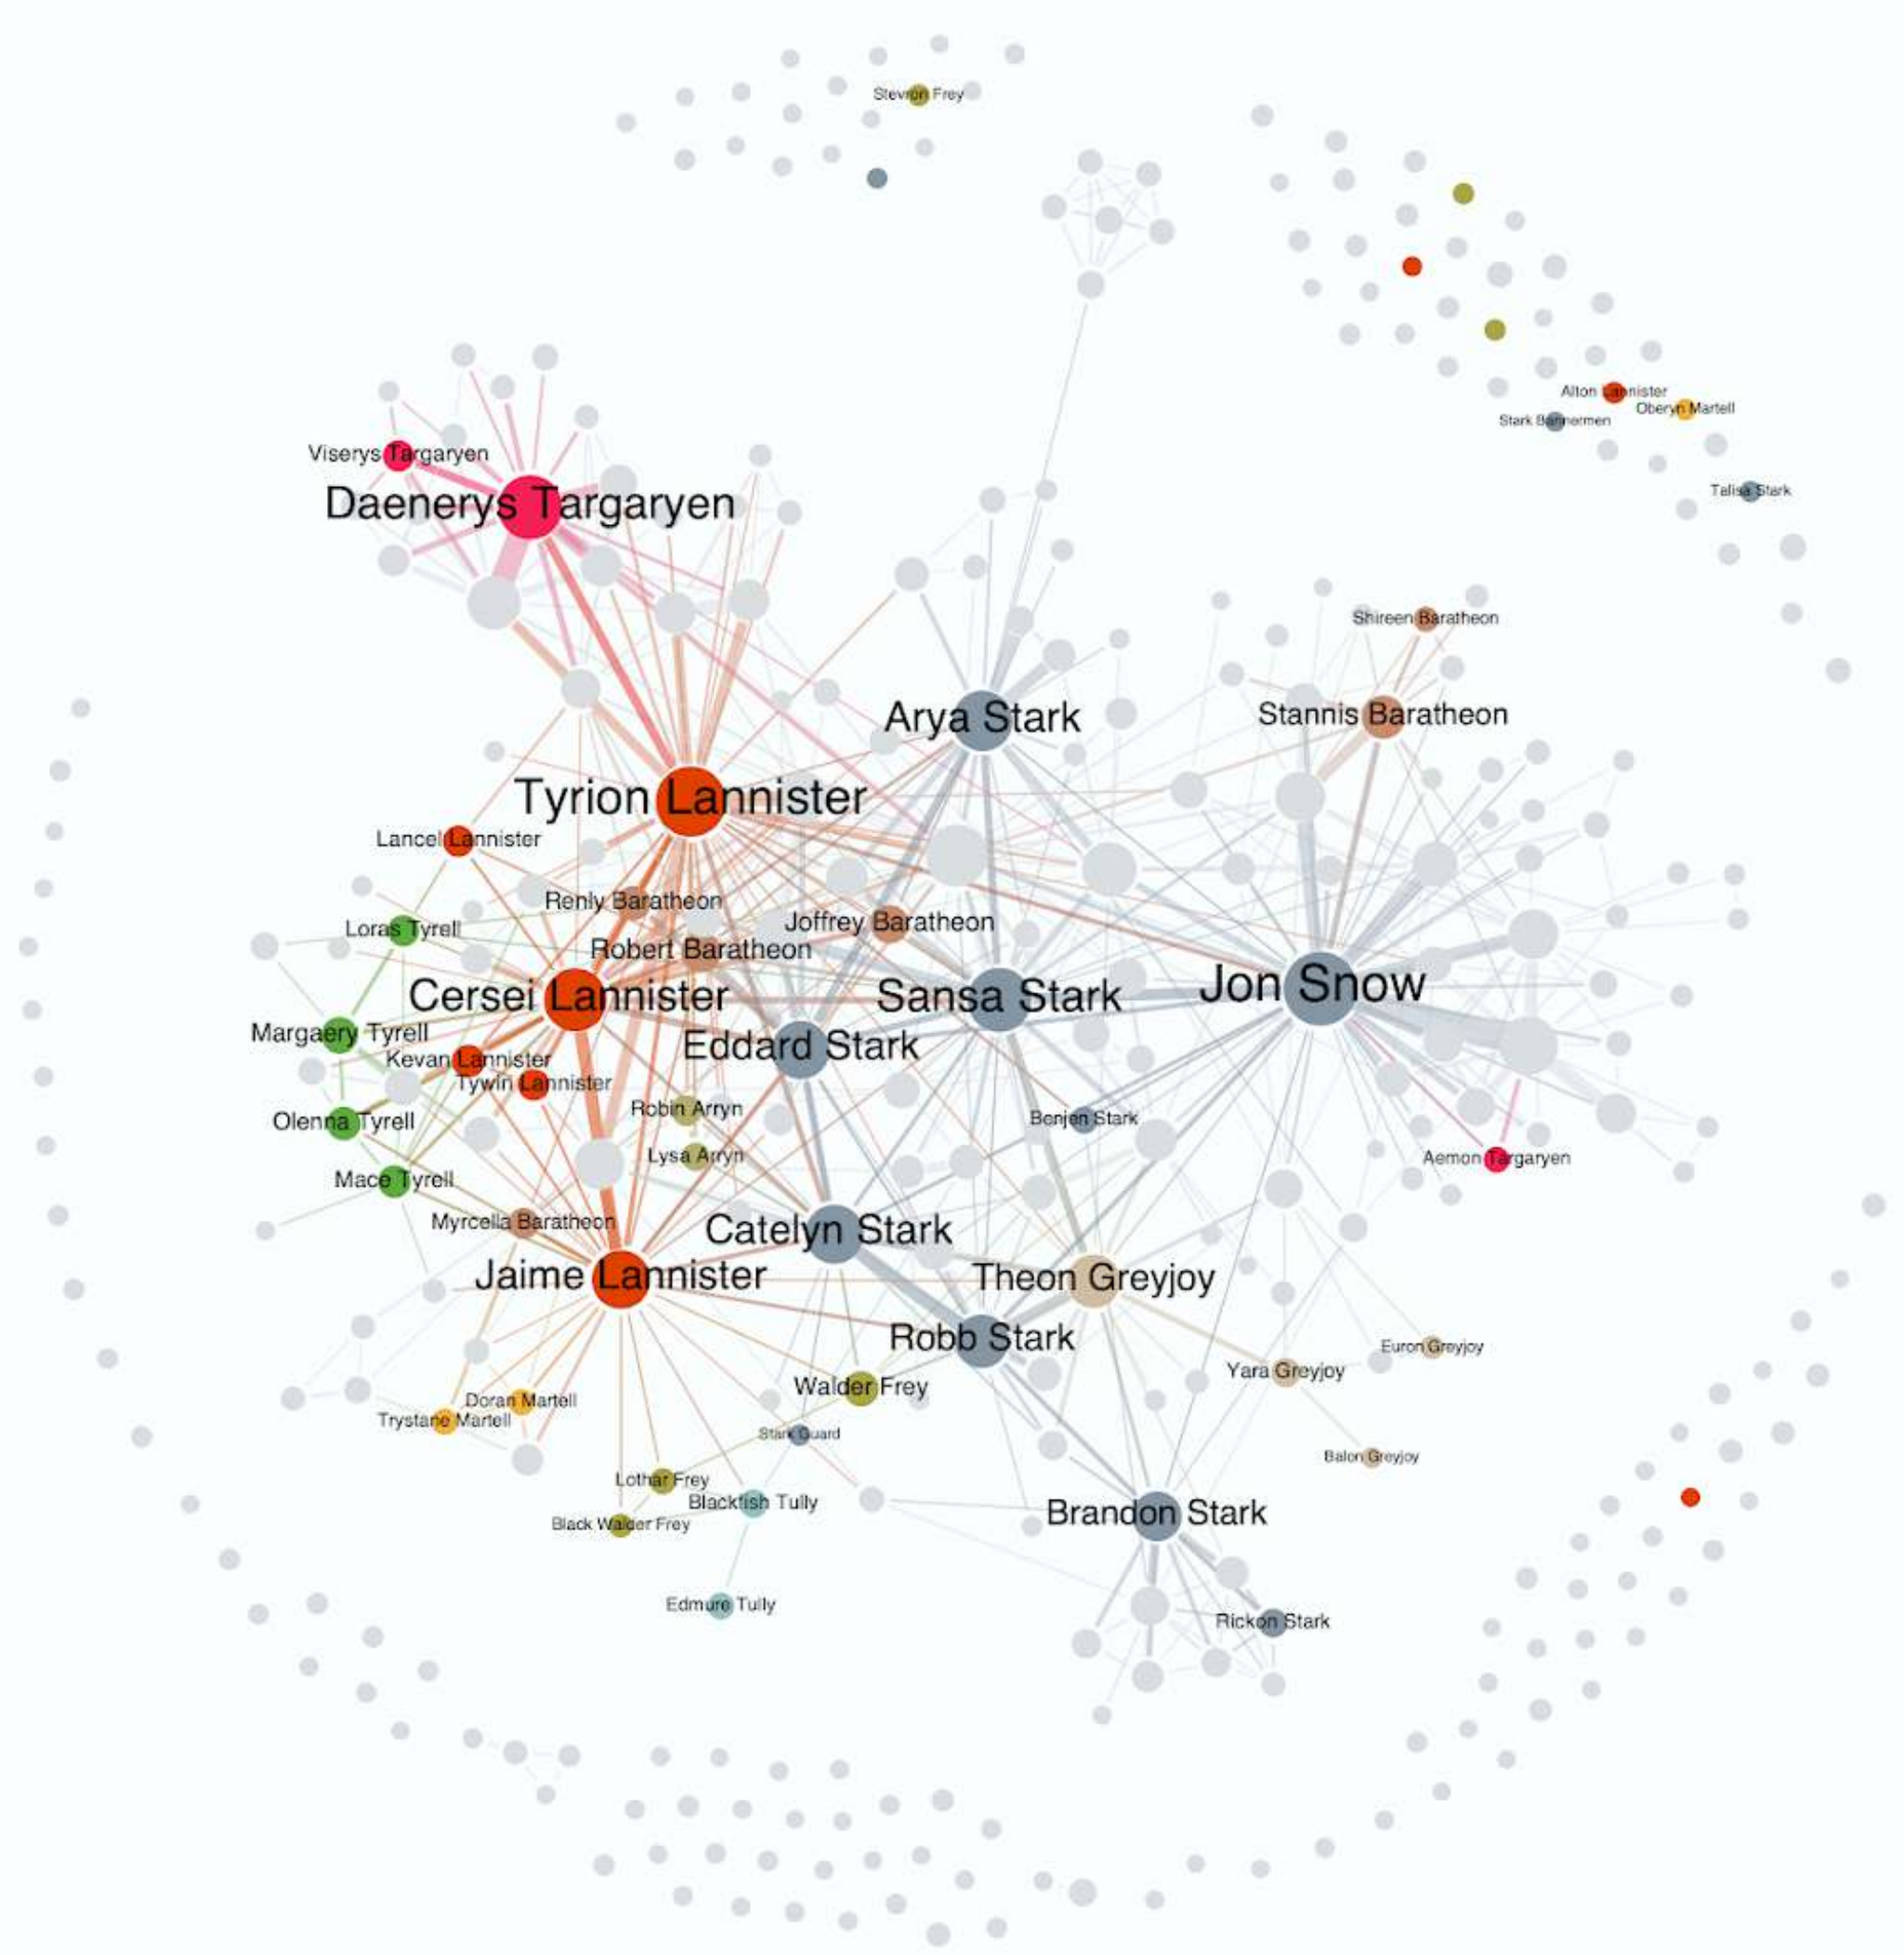 Stevron Frey
Alton Lannister
Oberyn Martell
Stark Bannermen
Viserys Targaryen
Talisa Stark
Daenerys Targaryen
Shireen Baratheon
Arya Stark
Stannis Baratheon
Tyrion Lannister
Lancel Lannister
Renly Baratheon
Joffrey Baratheon
Loras Tyrell
Robert Baratheon
Jon Snow
Cersei Lannister
Sansa Stark
Margaery Tyrell
Eddard Stark
Kevan Lannister
Tywin Lannister
Robin Arryn
Benjen Stark
Olenna Tyrell
Lysa Arryn
Aemon Targaryen
Mace Tyrell
Myrcella Baratheon
Catelyn Stark
Jaime Lannister
Theon Greyjoy
Robb Stark
Euron Greyjoy
Yara Greyjoy
Walder Frey
Doran Martell
Trystane Martell
Stark Guard
Balon Greyjoy
Lothar Frey
Blackfish Tully
Brandon Stark
Black Walder Frey
Edmure Tully
Rickon Stark